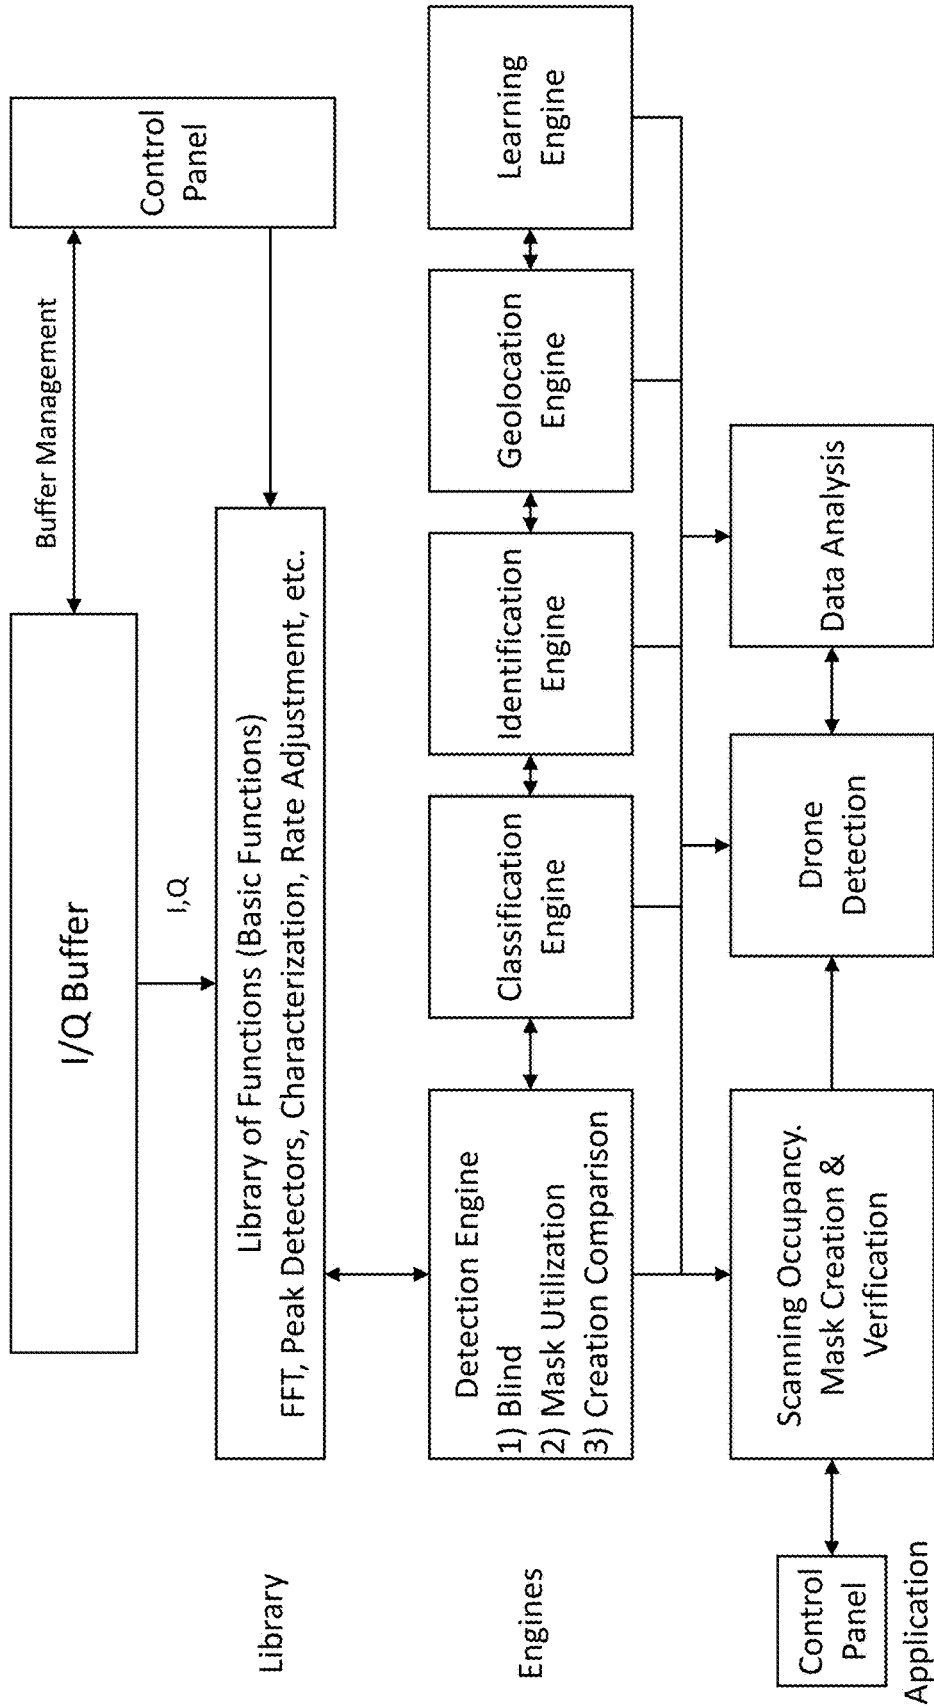 I/Q Buffer
Buffer Management
Control
Panel
I,Q
Library
Library of Functions (Basic Functions)
FFT, Peak Detectors, Characterization, Rate Adjustment, etc.
Engines
Detection Engine
1) Blind
2) Mask Utilization
3) Creation Comparison
Classification
Engine
Identification
Engine
Geolocation
Engine
Learning
Engine
Control
Panel
Application
Scanning Occupancy.
Mask Creation &
Verification
Drone
Detection
Data Analysis